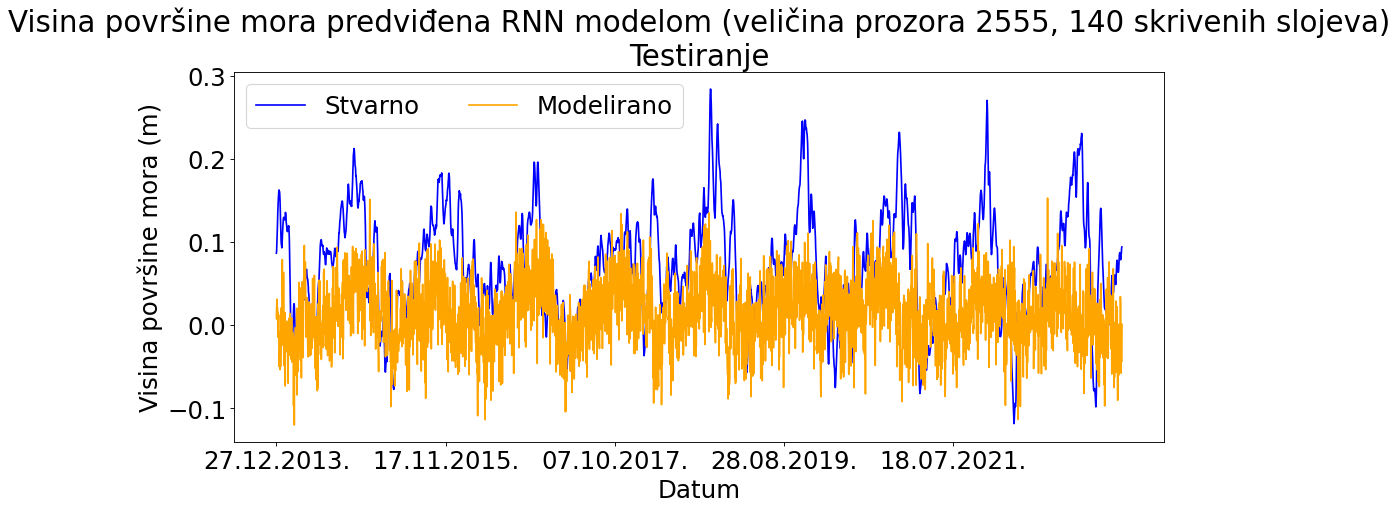 Visina površine mora predviđena RNN modelom (veličina prozora 2555, 140 skrivenih slojeva)
Testiranje
Stvarno
Modelirano
Visina površine mora (m)
0.3
0.2
0.1
0.0
−0.1
27.12.2013.
17.11.2015.
07.10.2017.
28.08.2019.
18.07.2021.
Datum